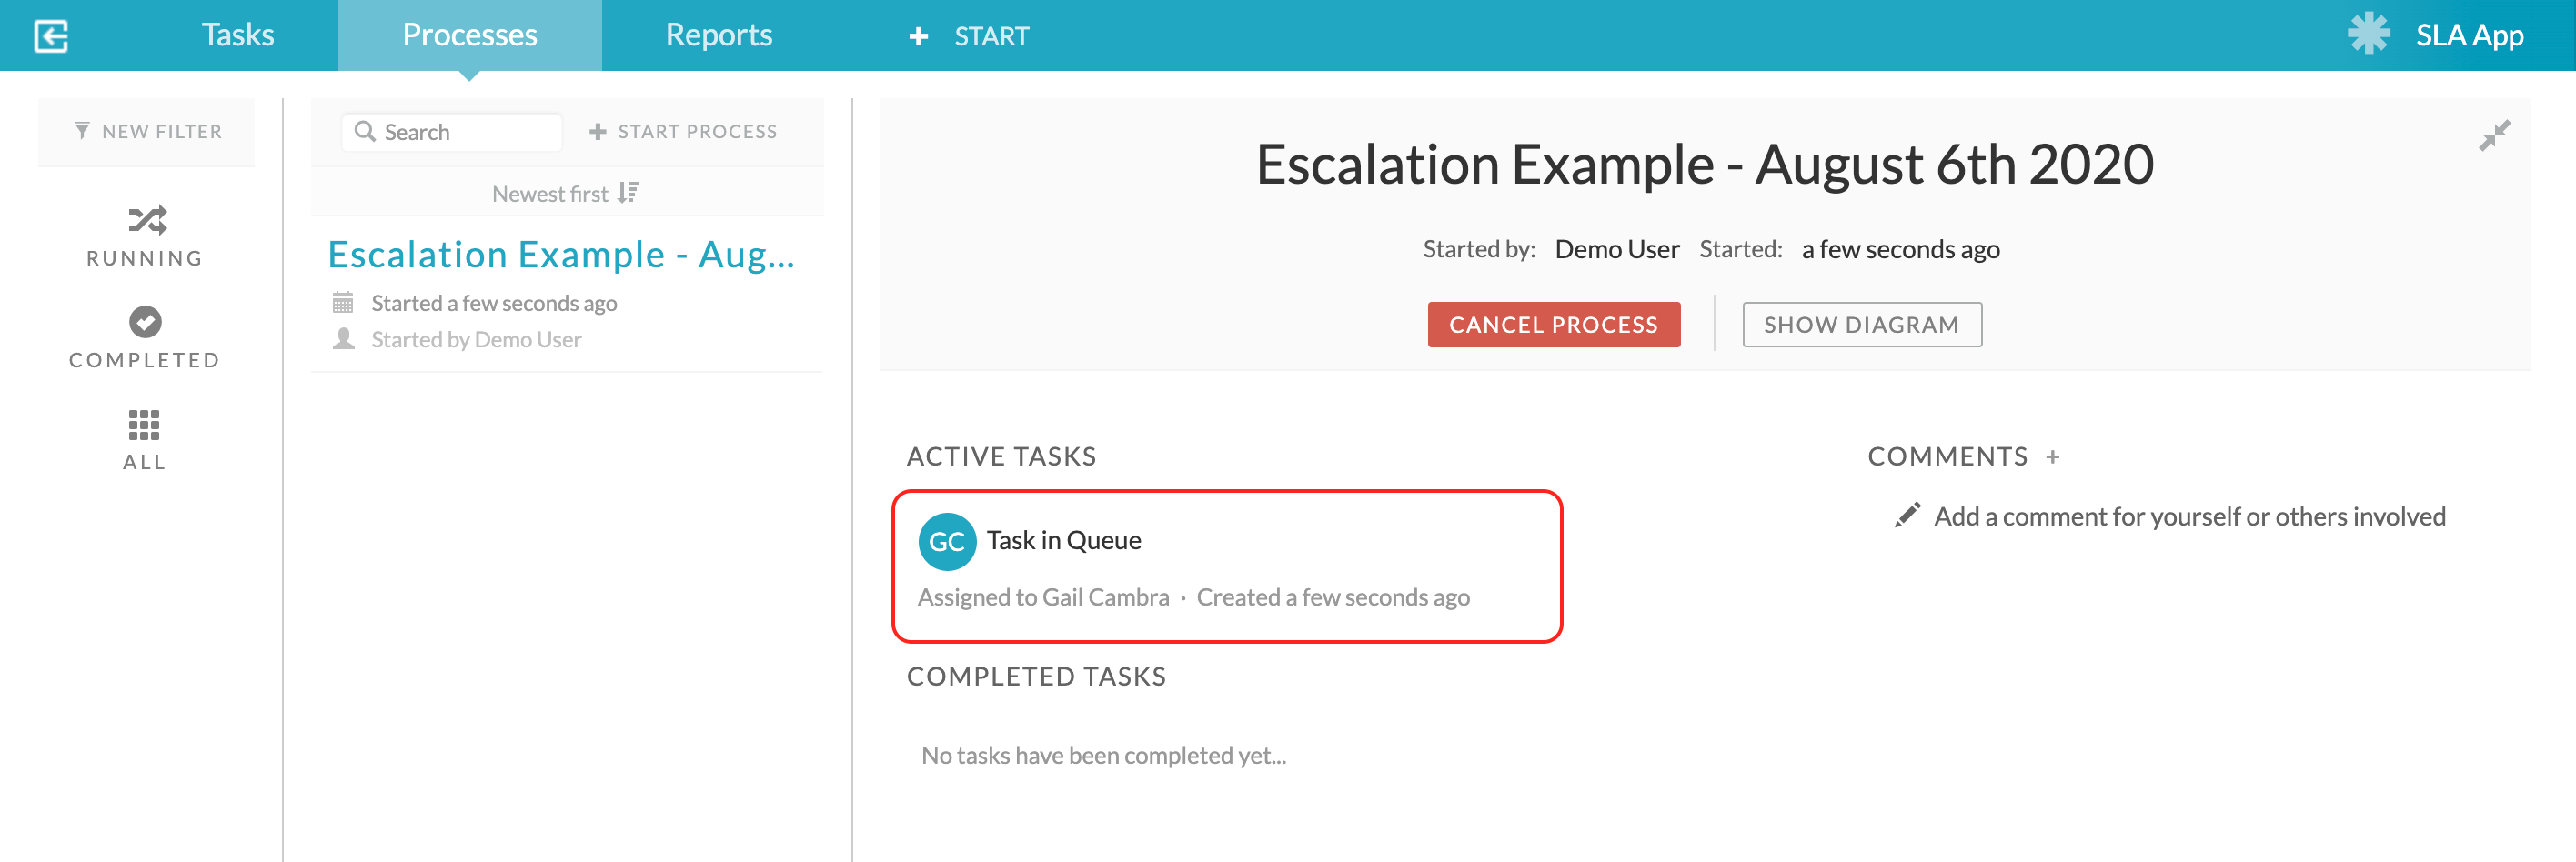 Tasks
Processes
Reports
+ START
SLA App
NEW FILTER
RUNNING
COMPLETED
ALL
Search
+ START PROCESS
Newest first
Escalation Example - Aug...
Started a few seconds ago
Started by Demo User
Escalation Example - August 6th 2020
Started by: Demo User Started: a few seconds ago
CANCEL PROCESS
SHOW DIAGRAM
ACTIVE TASKS
GC Task in Queue
Assigned to Gail Cambra · Created a few seconds ago
COMPLETED TASKS
No tasks have been completed yet...
COMMENTS +
Add a comment for yourself or others involved